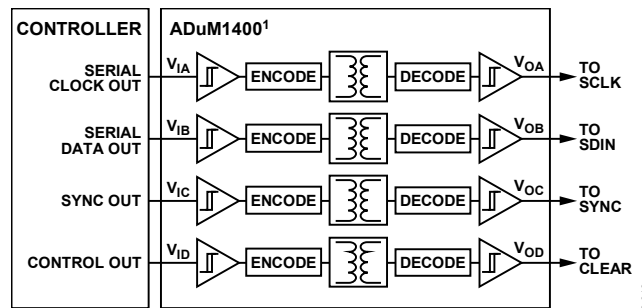 CONTROLLER
ADuM1400¹
SERIAL
CLOCK OUT
V_IA
ENCODE
DECODE
V_OA
TO
SCLK
SERIAL
DATA OUT
V_IB
ENCODE
DECODE
V_OB
TO
SDIN
SYNC OUT
V_IC
ENCODE
DECODE
V_OC
TO
SYNC
CONTROL OUT
V_ID
ENCODE
DECODE
V_OD
TO
CLEAR